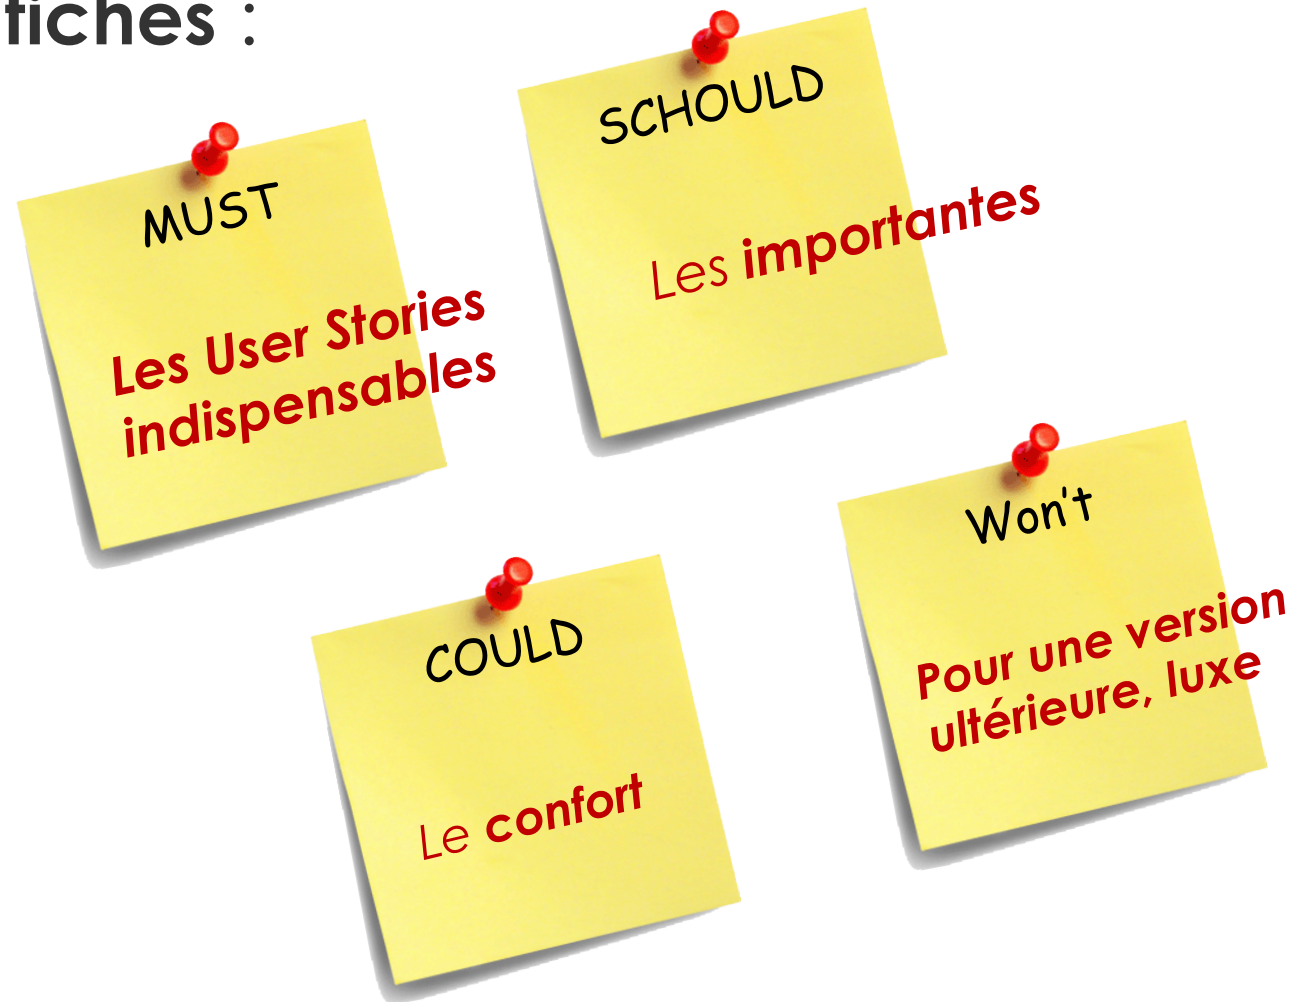 fiches :
MUST
Les User Stories
indispensables
SCHOULD
Les importantes
COULD
Le confort
Won't
Pour une version
ultérieure, luxe